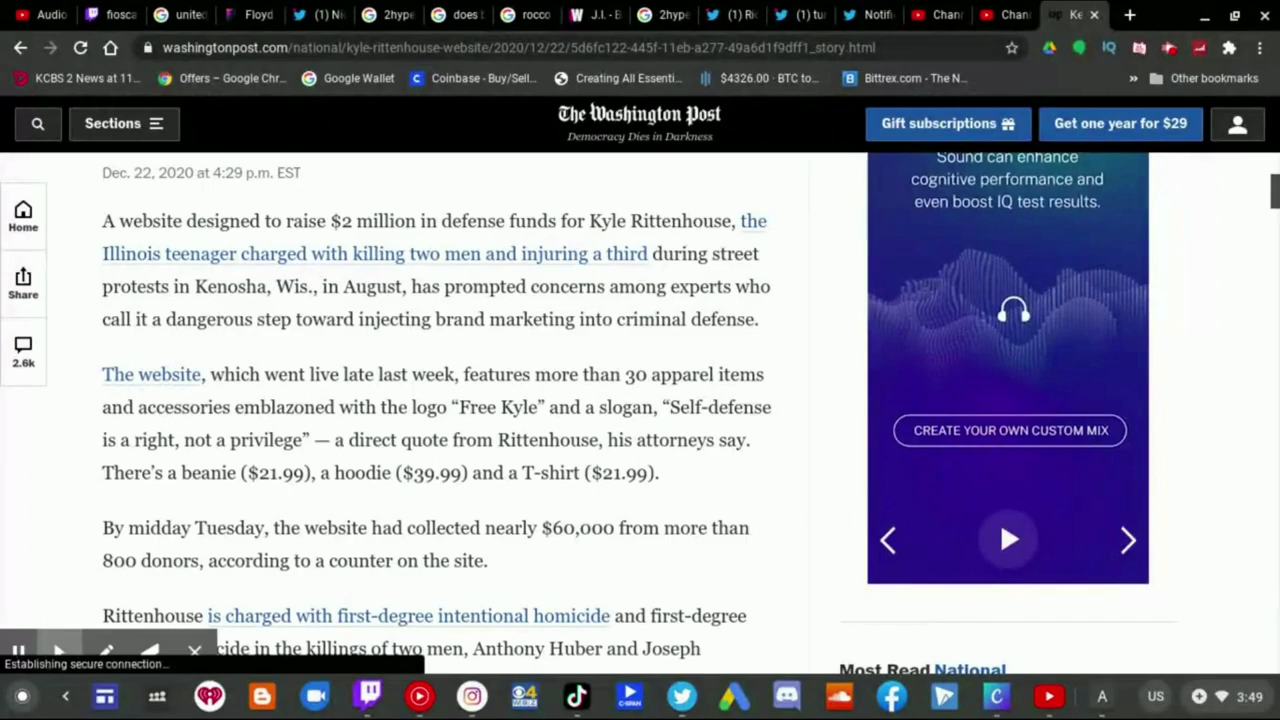 Audio
fiosca
united
Floyd
(1) Ni
2hype
does b
rocco
J.I. - B
2hype
(1) Ri
(1) tur
Notifi
Chan
Chan
Ke
washingtonpost.com/national/kyle-rittenhouse-website/2020/12/22/5d6fc122-445f-11eb-a277-49a6d1f9dff1_story.html
KCBS 2 News at 11...
Offers – Google Chr...
Google Wallet
Coinbase - Buy/Sell...
Creating All Essenti...
$4326.00 · BTC to...
Bittrex.com - The N...
Other bookmarks
Sections
The Washington Post
Democracy Dies in Darkness
Gift subscriptions
Get one year for $29
Home
Share
2.6k
Dec. 22, 2020 at 4:29 p.m. EST
A website designed to raise $2 million in defense funds for Kyle Rittenhouse, the
Illinois teenager charged with killing two men and injuring a third during street
protests in Kenosha, Wis., in August, has prompted concerns among experts who
call it a dangerous step toward injecting brand marketing into criminal defense.
The website, which went live late last week, features more than 30 apparel items
and accessories emblazoned with the logo “Free Kyle” and a slogan, “Self-defense
is a right, not a privilege” — a direct quote from Rittenhouse, his attorneys say.
There’s a beanie ($21.99), a hoodie ($39.99) and a T-shirt ($21.99).
By midday Tuesday, the website had collected nearly $60,000 from more than
800 donors, according to a counter on the site.
Rittenhouse is charged with first-degree intentional homicide and first-degree
cide in the killings of two men, Anthony Huber and Joseph
Sound can enhance
cognitive performance and
even boost IQ test results.
CREATE YOUR OWN CUSTOM MIX
Most Read National
Establishing secure connection...
A
US
3:49